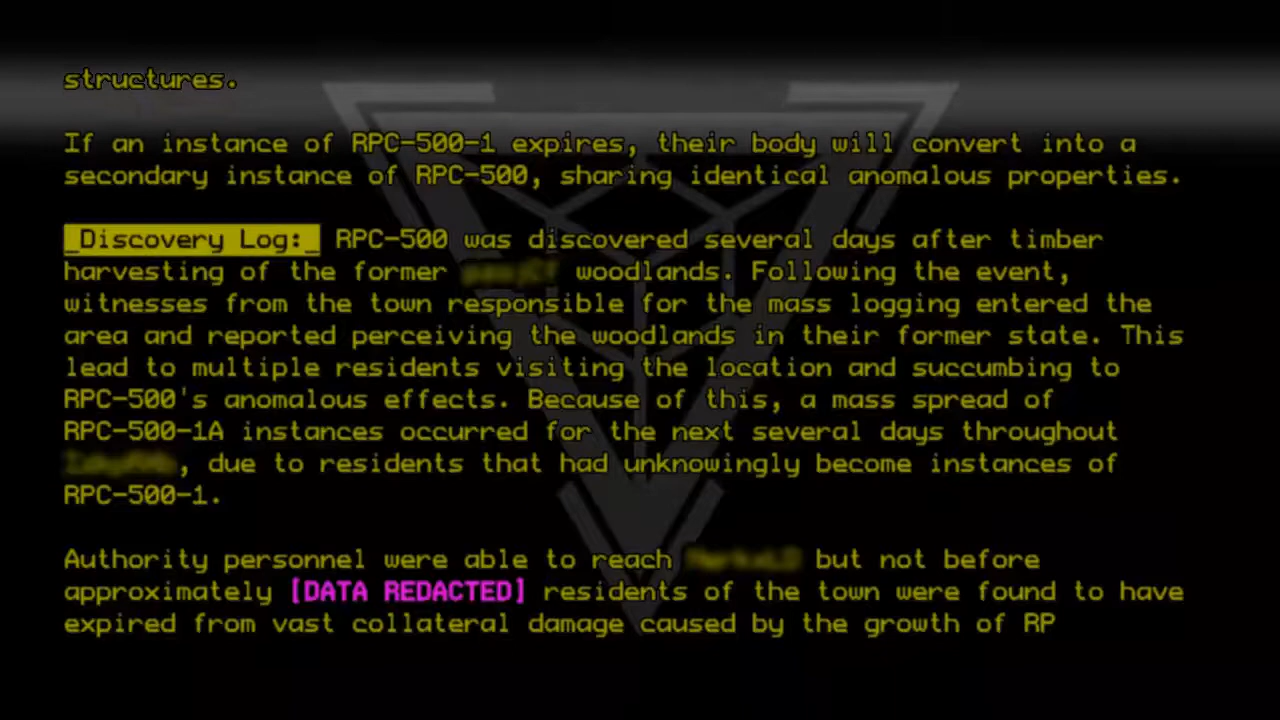 structures.
If an instance of RPC-500-1 expires, their body will convert into a
secondary instance of RPC-500, sharing identical anomalous properties.
_Discovery Log:_ RPC-500 was discovered several days after timber
harvesting of the former woodlands. Following the event,
witnesses from the town responsible for the mass logging entered the
area and reported perceiving the woodlands in their former state. This
lead to multiple residents visiting the location and succumbing to
RPC-500's anomalous effects. Because of this, a mass spread of
RPC-500-1A instances occurred for the next several days throughout
, due to residents that had unknowingly become instances of
RPC-500-1.
Authority personnel were able to reach but not before
approximately [DATA REDACTED] residents of the town were found to have
expired from vast collateral damage caused by the growth of RP